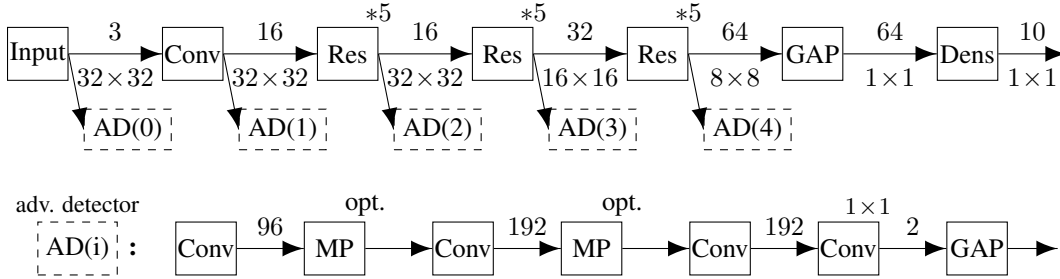 *5 *5 *5
3 16 16 32 64 64 10
Input Conv Res Res Res GAP Dens
32×32 32×32 32×32 16×16 8×8 1×1 1×1
AD(0) AD(1) AD(2) AD(3) AD(4)
adv. detector opt. opt. 1×1
96 192 192 2
AD(i) : Conv MP Conv MP Conv Conv GAP